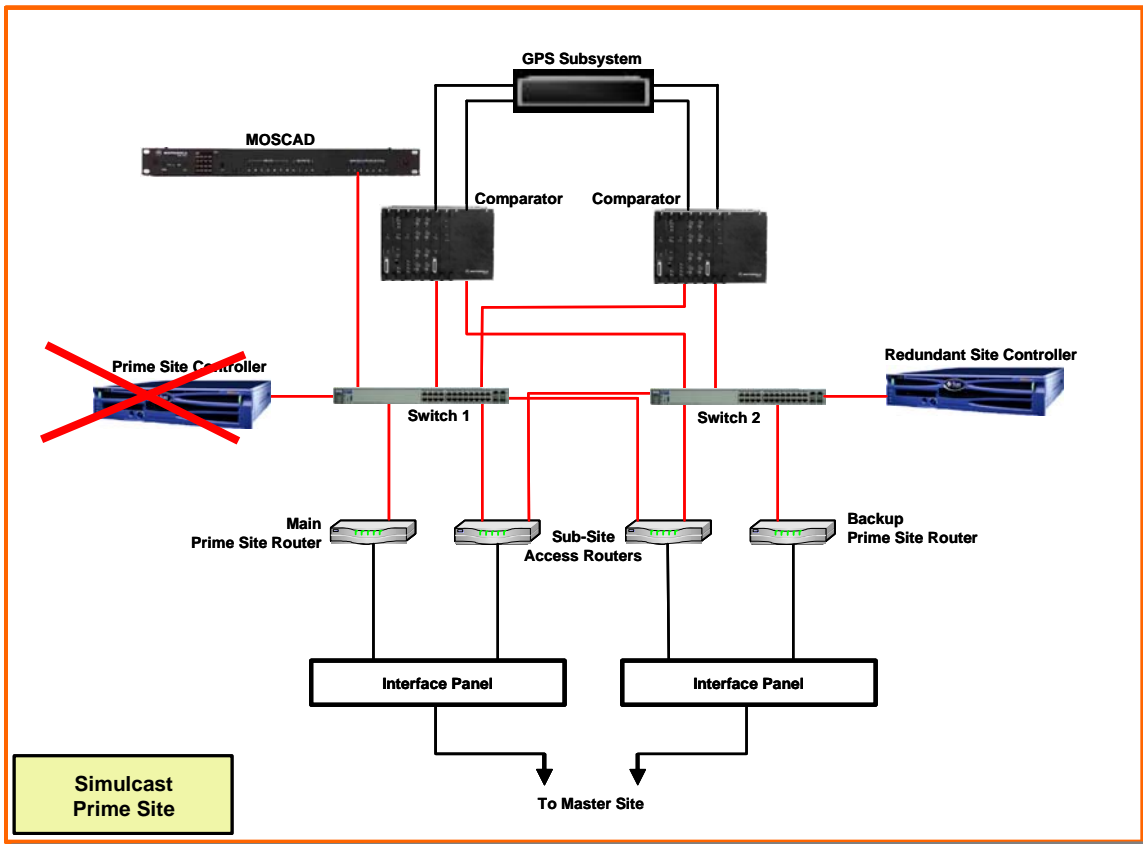 GPS Subsystem
MOSCAD
Comparator
Comparator
Prime Site Controller
Redundant Site Controller
Switch 1
Switch 2
Main
Prime Site Router
Sub-Site
Access Routers
Backup
Prime Site Router
Interface Panel
Interface Panel
To Master Site
Simulcast
Prime Site